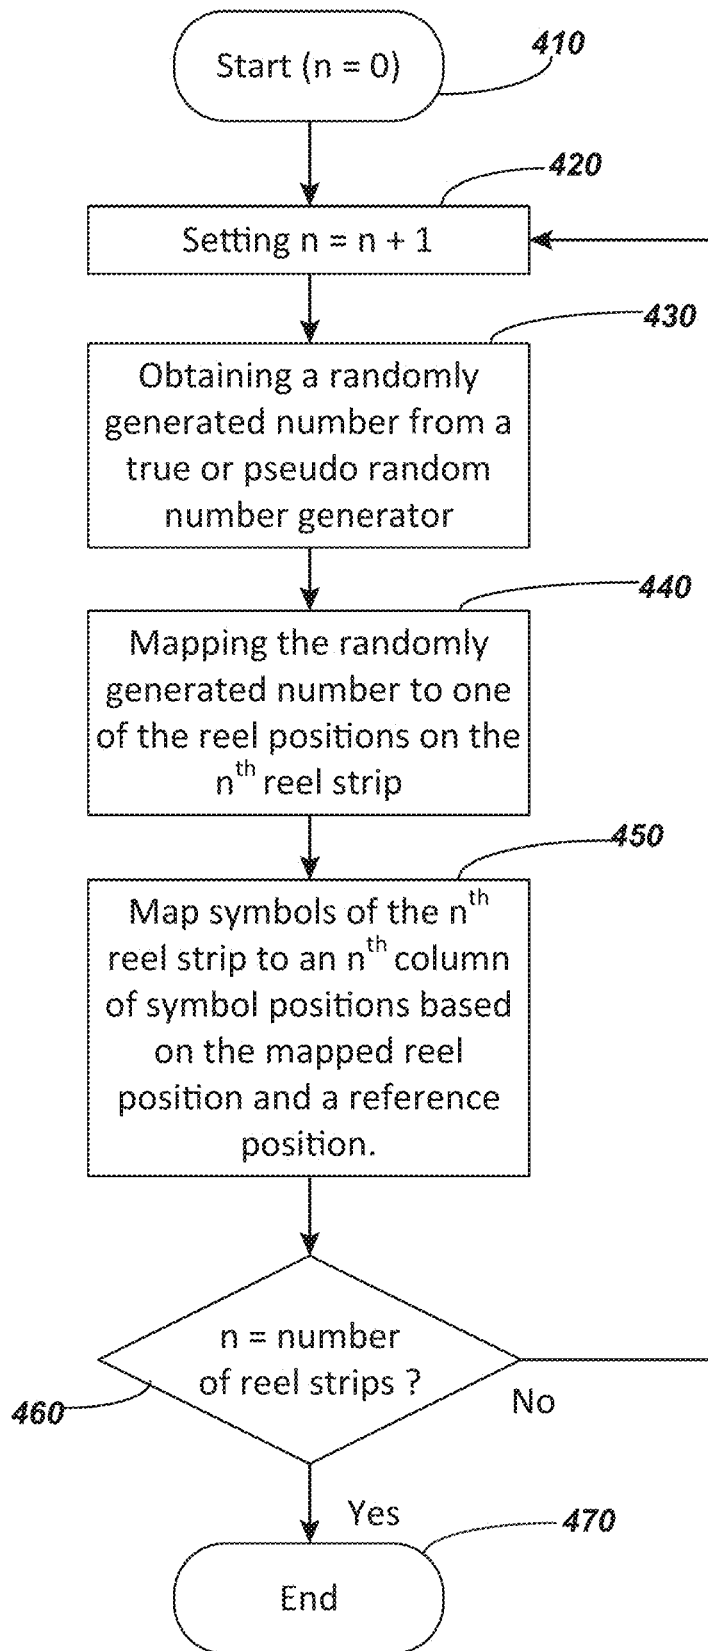 Start (n = 0)
410
420
Setting n = n + 1
430
Obtaining a randomly
generated number from a
true or pseudo random
number generator
440
Mapping the randomly
generated number to one
of the reel positions on the
nth reel strip
450
Map symbols of the nth
reel strip to an nth column
of symbol positions based
on the mapped reel
position and a reference
position.
n = number
of reel strips ?
460
No
Yes
470
End